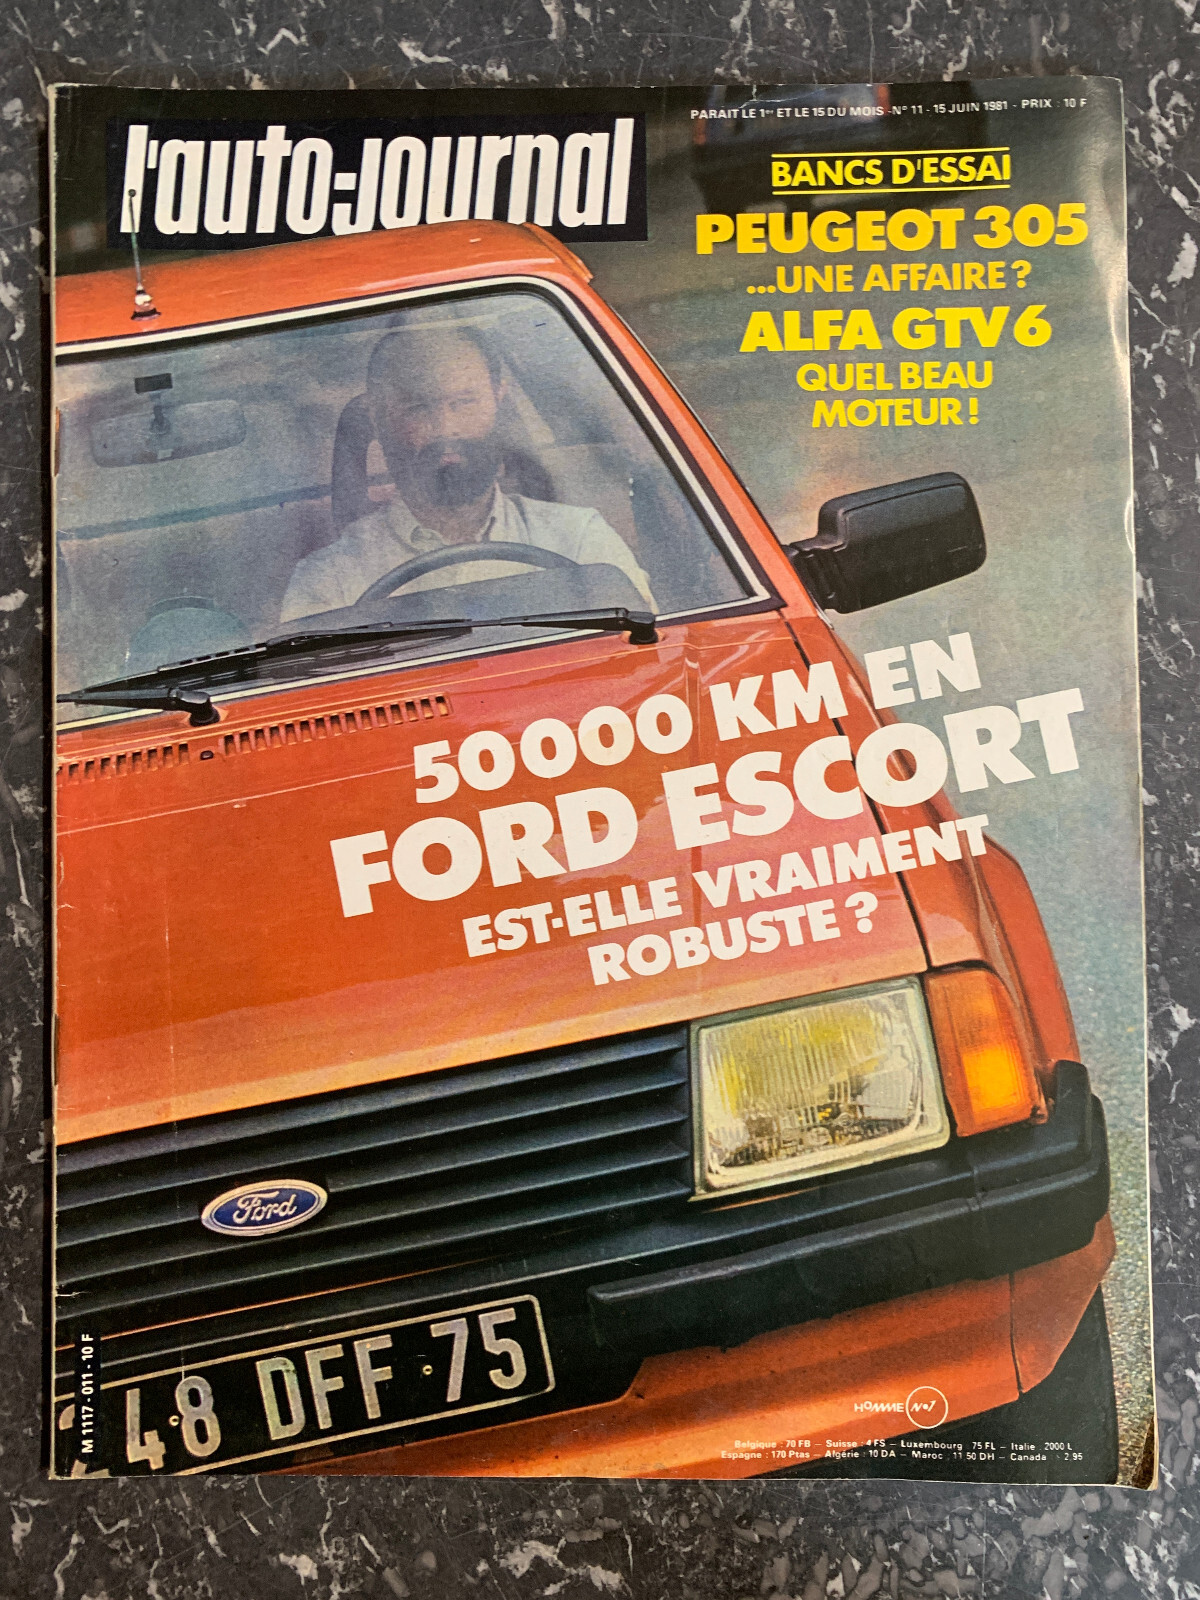 l'auto-journal
PARAIT LE 1er ET LE 15 DU MOIS - N° 11 - 15 JUIN 1981 - PRIX : 10 F
BANCS D'ESSAI
PEUGEOT 305
...UNE AFFAIRE ?
ALFA GTV6
QUEL BEAU
MOTEUR !
50000 KM EN
FORD ESCORT
EST-ELLE VRAIMENT
ROBUSTE ?
Ford
48 DFF 75
M 1117 - 011 - 10 F
HOMME N°1
Belgique : 70 FB – Suisse : 4 FS – Luxembourg : 75 FL – Italie : 2000 L
Espagne : 170 Ptas – Algérie : 10 DA – Maroc : 11.50 DH – Canada : 2,95